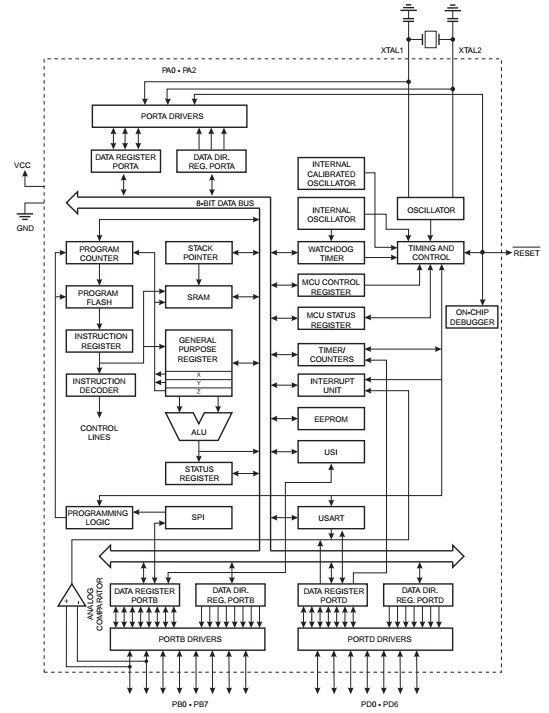 XTAL1
XTAL2
PA0 - PA2
PORTA DRIVERS
DATA REGISTER
PORTA
DATA DIR.
REG. PORTA
VCC
GND
8-BIT DATA BUS
INTERNAL
CALIBRATED
OSCILLATOR
INTERNAL
OSCILLATOR
OSCILLATOR
WATCHDOG
TIMER
TIMING AND
CONTROL
RESET
PROGRAM
COUNTER
STACK
POINTER
MCU CONTROL
REGISTER
PROGRAM
FLASH
SRAM
MCU STATUS
REGISTER
ON-CHIP
DEBUGGER
INSTRUCTION
REGISTER
GENERAL
PURPOSE
REGISTER
X
Y
Z
TIMER/
COUNTERS
INSTRUCTION
DECODER
INTERRUPT
UNIT
CONTROL
LINES
ALU
EEPROM
STATUS
REGISTER
USI
PROGRAMMING
LOGIC
SPI
USART
ANALOG
COMPARATOR
+
-
DATA REGISTER
PORTB
DATA DIR.
REG. PORTB
DATA REGISTER
PORTD
DATA DIR.
REG. PORTD
PORTB DRIVERS
PORTD DRIVERS
PB0 - PB7
PD0 - PD6